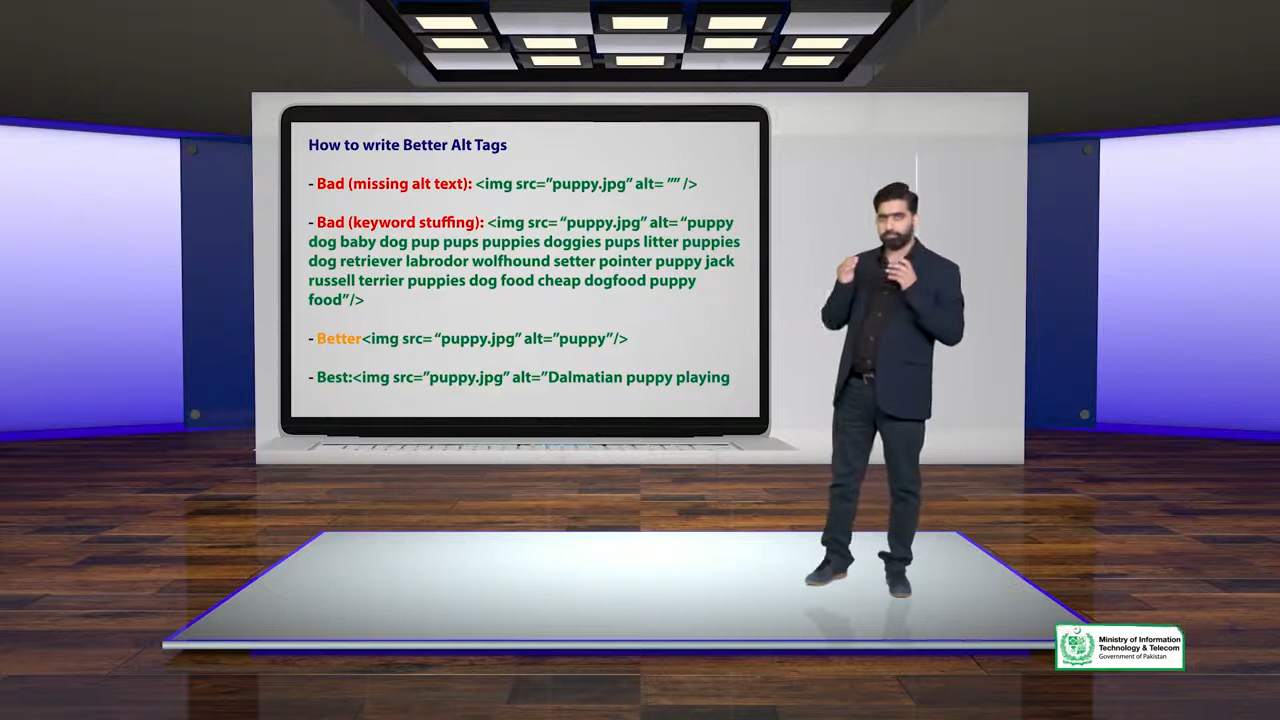 How to write Better Alt Tags
- Bad (missing alt text): <img src=”puppy.jpg” alt= ”” />
- Bad (keyword stuffing): <img src= “puppy.jpg” alt= “puppy
dog baby dog pup pups puppies doggies pups litter puppies
dog retriever labrodor wolfhound setter pointer puppy jack
russell terrier puppies dog food cheap dogfood puppy
food”/>
- Better<img src= “puppy.jpg” alt=”puppy”/>
- Best:<img src=”puppy.jpg” alt=”Dalmatian puppy playing
Ministry of Information
Technology & Telecom
Government of Pakistan